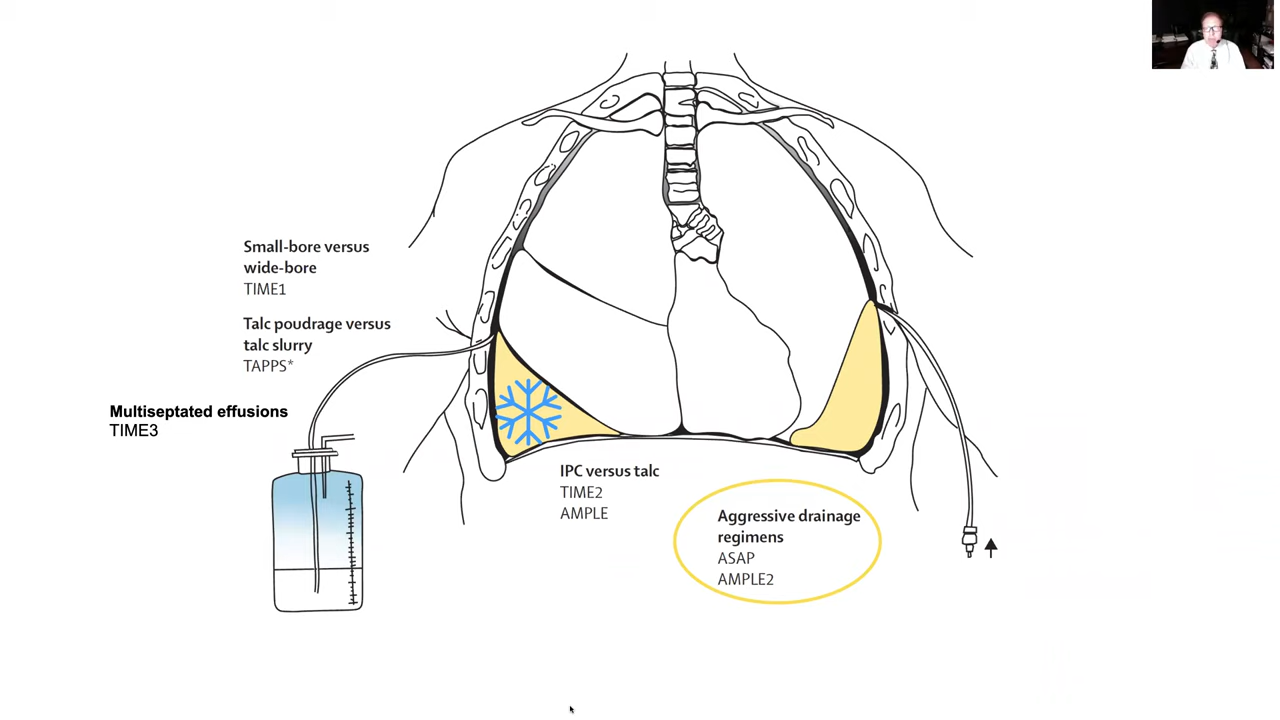 Small-bore versus
wide-bore
TIME1
Talc poudrage versus
talc slurry
TAPPS*
Multiseptated effusions
TIME3
IPC versus talc
TIME2
AMPLE
Aggressive drainage
regimens
ASAP
AMPLE2